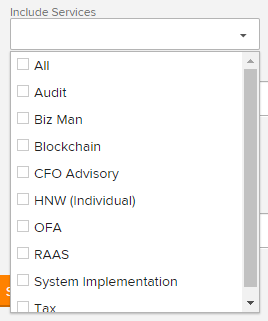 Include Services
All
Audit
Biz Man
Blockchain
CFO Advisory
HNW (Individual)
OFA
RAAS
System Implementation
Tax
S